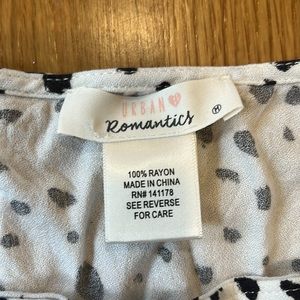 URBAN
Romantics
M
100% RAYON
MADE IN CHINA
RN# 141178
SEE REVERSE
FOR CARE